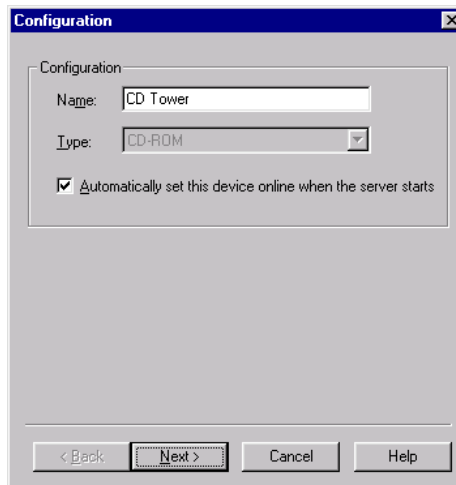 Configuration
Configuration
Name: CD Tower
Type: CD-ROM
Automatically set this device online when the server starts
< Back Next > Cancel Help